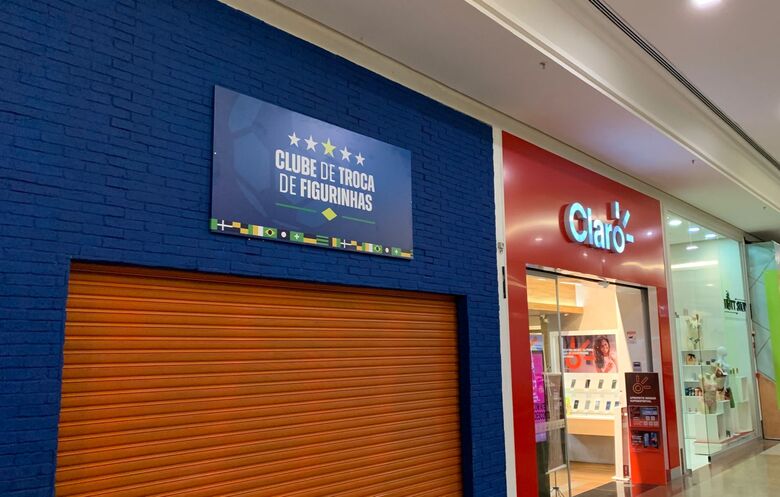 CLUBE DE TROCA
DE FIGURINHAS
Claro